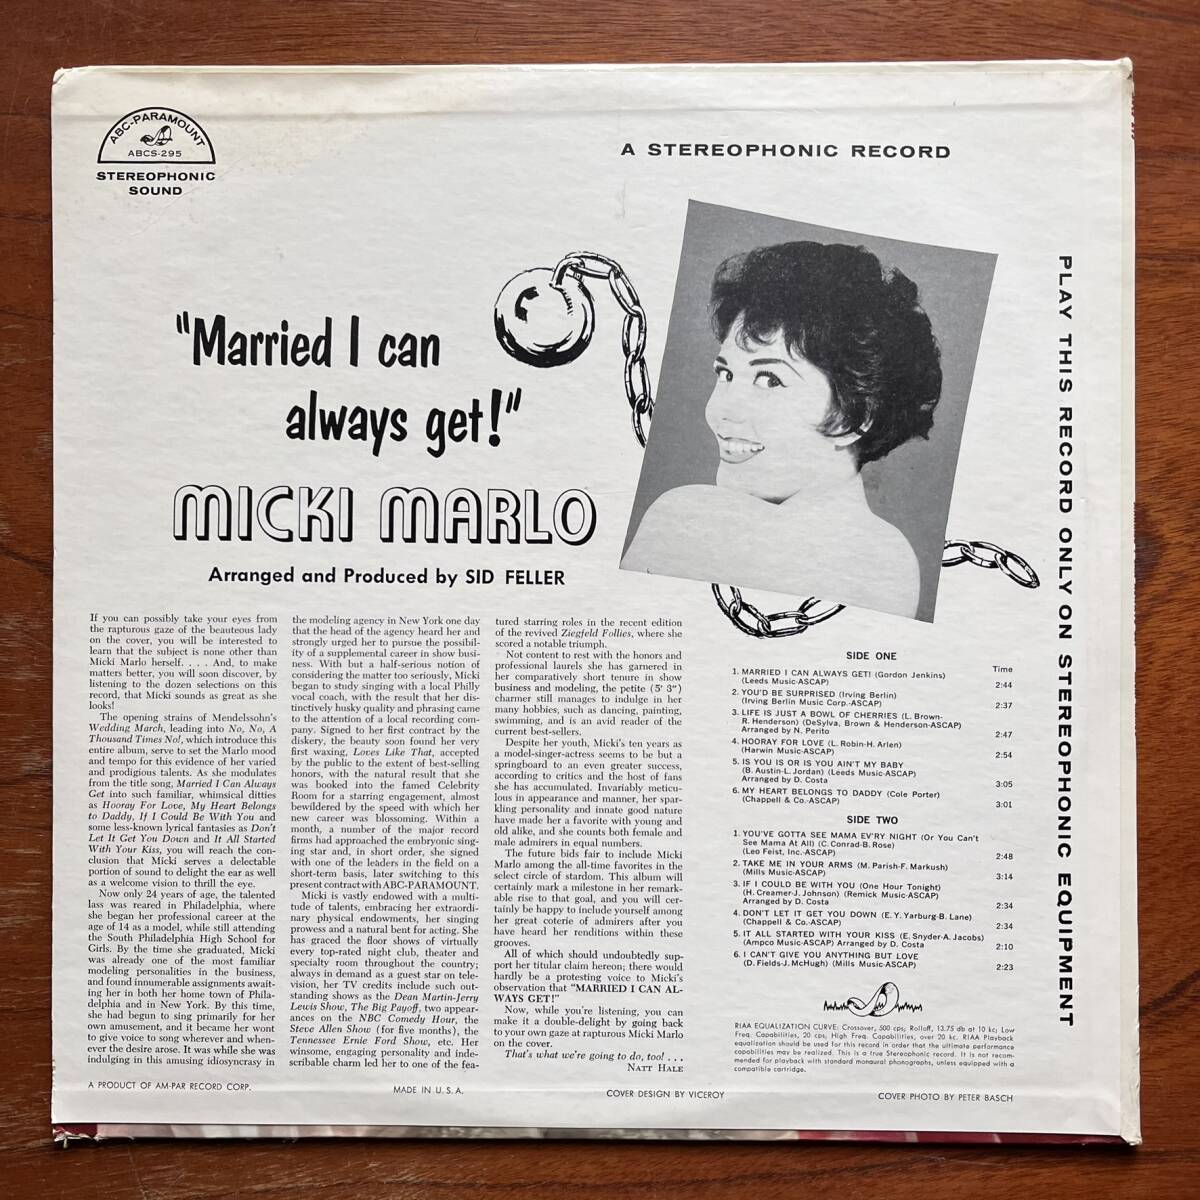 ABC-PARAMOUNT
ABCS-295
STEREOPHONIC
SOUND
A STEREOPHONIC RECORD
PLAY THIS RECORD ONLY ON STEREOPHONIC EQUIPMENT
"Married I can
always get!"
MICKI MARLO
Arranged and Produced by SID FELLER
If you can possibly take your eyes from
the rapturous gaze of the beauteous lady
on the cover, you will be interested to
learn that the subject is none other than
Micki Marlo herself. . . . And, to make
matters better, you will soon discover, by
listening to the dozen selections on this
record, that Micki sounds as great as she
looks!
The opening strains of Mendelssohn's
Wedding March, leading into No, No, A
Thousand Times No!, which introduce this
entire album, serve to set the Marlo mood
and tempo for this evidence of her varied
and prodigious talents. As she modulates
from the title song, Married I Can Always
Get into such familiar, whimsical ditties
as Hooray For Love, My Heart Belongs
to Daddy, If I Could Be With You and
some less-known lyrical fantasies as Don't
Let It Get You Down and It All Started
With Your Kiss, you will reach the con-
clusion that Micki serves a delectable
portion of sound to delight the ear as well
as a welcome vision to thrill the eye.
Now only 24 years of age, the talented
lass was reared in Philadelphia, where
she began her professional career at the
age of 14 as a model, while still attending
the South Philadelphia High School for
Girls. By the time she graduated, Micki
was already one of the most familiar
modeling personalities in the business,
and found innumerable assignments await-
ing her in both her home town of Phila-
delphia and in New York. By this time,
she had begun to sing primarily for her
own amusement, and it became her wont
to give voice to song wherever and when-
ever the desire arose. It was while she was
indulging in this amusing idiosyncrasy in
the modeling agency in New York one day
that the head of the agency heard her and
strongly urged her to pursue the possibil-
ity of a supplemental career in show busi-
ness. With but a half-serious notion of
considering the matter too seriously, Micki
began to study singing with a local Philly
vocal coach, with the result that her dis-
tinctively husky quality and phrasing came
to the attention of a local recording com-
pany. Signed to her first contract by the
diskery, the beauty soon found her very
first waxing, Loves Like That, accepted
by the public to the extent of best-selling
honors, with the natural result that she
was booked into the famed Celebrity
Room for a starring engagement, almost
bewildered by the speed with which her
new career was blossoming. Within a
month, a number of the major record
firms had approached the embryonic sing-
ing star and, in short order, she signed
with one of the leaders in the field on a
short-term basis, later switching to this
present contract with ABC-PARAMOUNT.
Micki is vastly endowed with a multi-
tude of talents, embracing her extraordi-
nary physical endowments, her singing
prowess and a natural bent for acting. She
has graced the floor shows of virtually
every top-rated night club, theater and
specialty room throughout the country;
always in demand as a guest star on tele-
vision, her TV credits include such out-
standing shows as the Dean Martin-Jerry
Lewis Show, The Big Payoff, two appear-
ances on the NBC Comedy Hour, the
Steve Allen Show (for five months), the
Tennessee Ernie Ford Show, etc. Her
winsome, engaging personality and inde-
scribable charm led her to one of the fea-
tured starring roles in the recent edition
of the revived Ziegfeld Follies, where she
scored a notable triumph.
Not content to rest with the honors and
professional laurels she has garnered in
her comparatively short tenure in show
business and modeling, the petite (5' 3")
charmer still manages to indulge in her
many hobbies, such as dancing, painting,
swimming, and is an avid reader of the
current best-sellers.
Despite her youth, Micki's ten years as
a model-singer-actress seems to be but a
springboard to an even greater success,
according to critics and the host of fans
she has accumulated. Invariably meticu-
lous in appearance and manner, her spar-
kling personality and innate good nature
have made her a favorite with young and
old alike, and she counts both female and
male admirers in equal numbers.
The future bids fair to include Micki
Marlo among the all-time favorites in the
select circle of stardom. This album will
certainly mark a milestone in her remark-
able rise to that goal, and you will cer-
tainly be happy to include yourself among
her great coterie of admirers after you
have heard her renditions within these
grooves.
All of which should undoubtedly sup-
port her titular claim hereon; there would
hardly be a protesting voice to Micki's
observation that "MARRIED I CAN AL-
WAYS GET!"
Now, while you're listening, you can
make it a double-delight by going back
to your own gaze at rapturous Micki Marlo
on the cover.
That's what we're going to do, too! . . .
NATT HALE
SIDE ONE
Time
1. MARRIED I CAN ALWAYS GET! (Gordon Jenkins)
(Leeds Music-ASCAP) 2:44
2. YOU'D BE SURPRISED (Irving Berlin)
(Irving Berlin Music Corp.-ASCAP) 2:37
3. LIFE IS JUST A BOWL OF CHERRIES (L. Brown-
R. Henderson) (DeSylva, Brown & Henderson-ASCAP)
Arranged by N. Perito 2:47
4. HOORAY FOR LOVE (L. Robin-H. Arlen)
(Harwin Music-ASCAP) 2:54
5. IS YOU IS OR IS YOU AIN'T MY BABY
(B. Austin-L. Jordan) (Leeds Music-ASCAP)
Arranged by D. Costa 3:05
6. MY HEART BELONGS TO DADDY (Cole Porter)
(Chappell & Co.-ASCAP) 3:01
SIDE TWO
1. YOU'VE GOTTA SEE MAMA EV'RY NIGHT (Or You Can't
See Mama At All) (C. Conrad-B. Rose)
(Leo Feist, Inc.-ASCAP) 2:48
2. TAKE ME IN YOUR ARMS (M. Parish-F. Markush)
(Mills Music-ASCAP) 3:14
3. IF I COULD BE WITH YOU (One Hour Tonight)
(H. Creamer-J. Johnson) (Remick Music-ASCAP)
Arranged by D. Costa 2:34
4. DON'T LET IT GET YOU DOWN (E. Y. Yarburg-B. Lane)
(Chappell & Co.-ASCAP) 2:34
5. IT ALL STARTED WITH YOUR KISS (E. Snyder-A. Jacobs)
(Ampco Music-ASCAP) Arranged by D. Costa 2:10
6. I CAN'T GIVE YOU ANYTHING BUT LOVE
(D. Fields-J. McHugh) (Mills Music-ASCAP) 2:23
RIAA EQUALIZATION CURVE: Crossover, 500 cps; Rolloff, 13.75 db at 10 kc; Low
Freq. Capabilities, 20 cps; High Freq. Capabilities, over 20 kc. RIAA Playback
equalization should be used for this record in order that the ultimate performance
capabilities may be realized. This is a true Stereophonic record. It is not recom-
mended for playback with standard monaural phonographs, unless equipped with a
compatible cartridge.
A PRODUCT OF AM-PAR RECORD CORP.
MADE IN U. S. A.
COVER DESIGN BY VICEROY
COVER PHOTO BY PETER BASCH